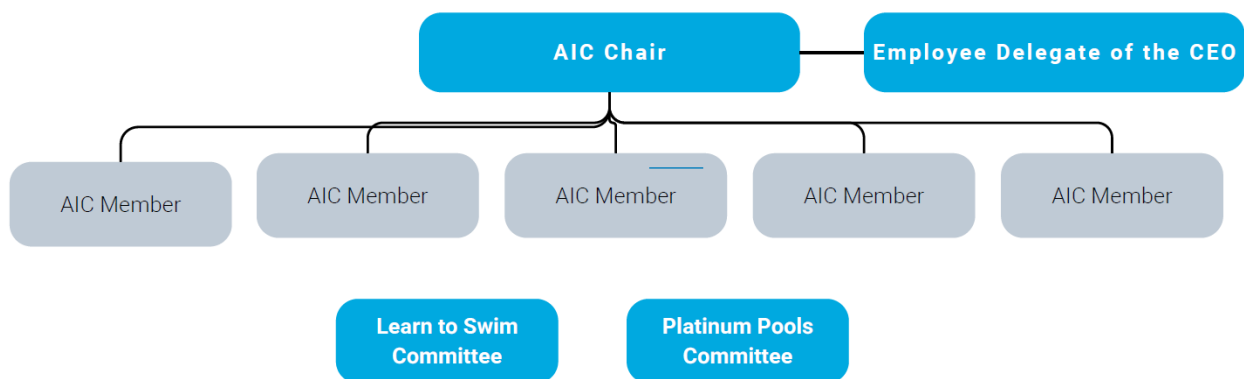 AIC Chair
Employee Delegate of the CEO
AIC Member
AIC Member
AIC Member
AIC Member
AIC Member
Learn to Swim
Committee
Platinum Pools
Committee